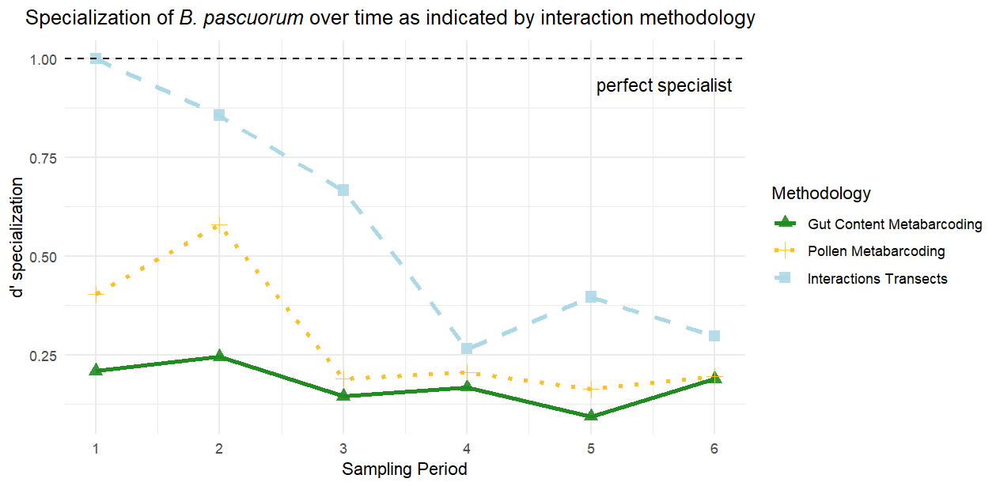 Specialization of B. pascuorum over time as indicated by interaction methodology
1.00
perfect specialist
0.75
0.50
0.25
d' specialization
1 2 3 4 5 6
Sampling Period
Methodology
Gut Content Metabarcoding
Pollen Metabarcoding
Interactions Transects